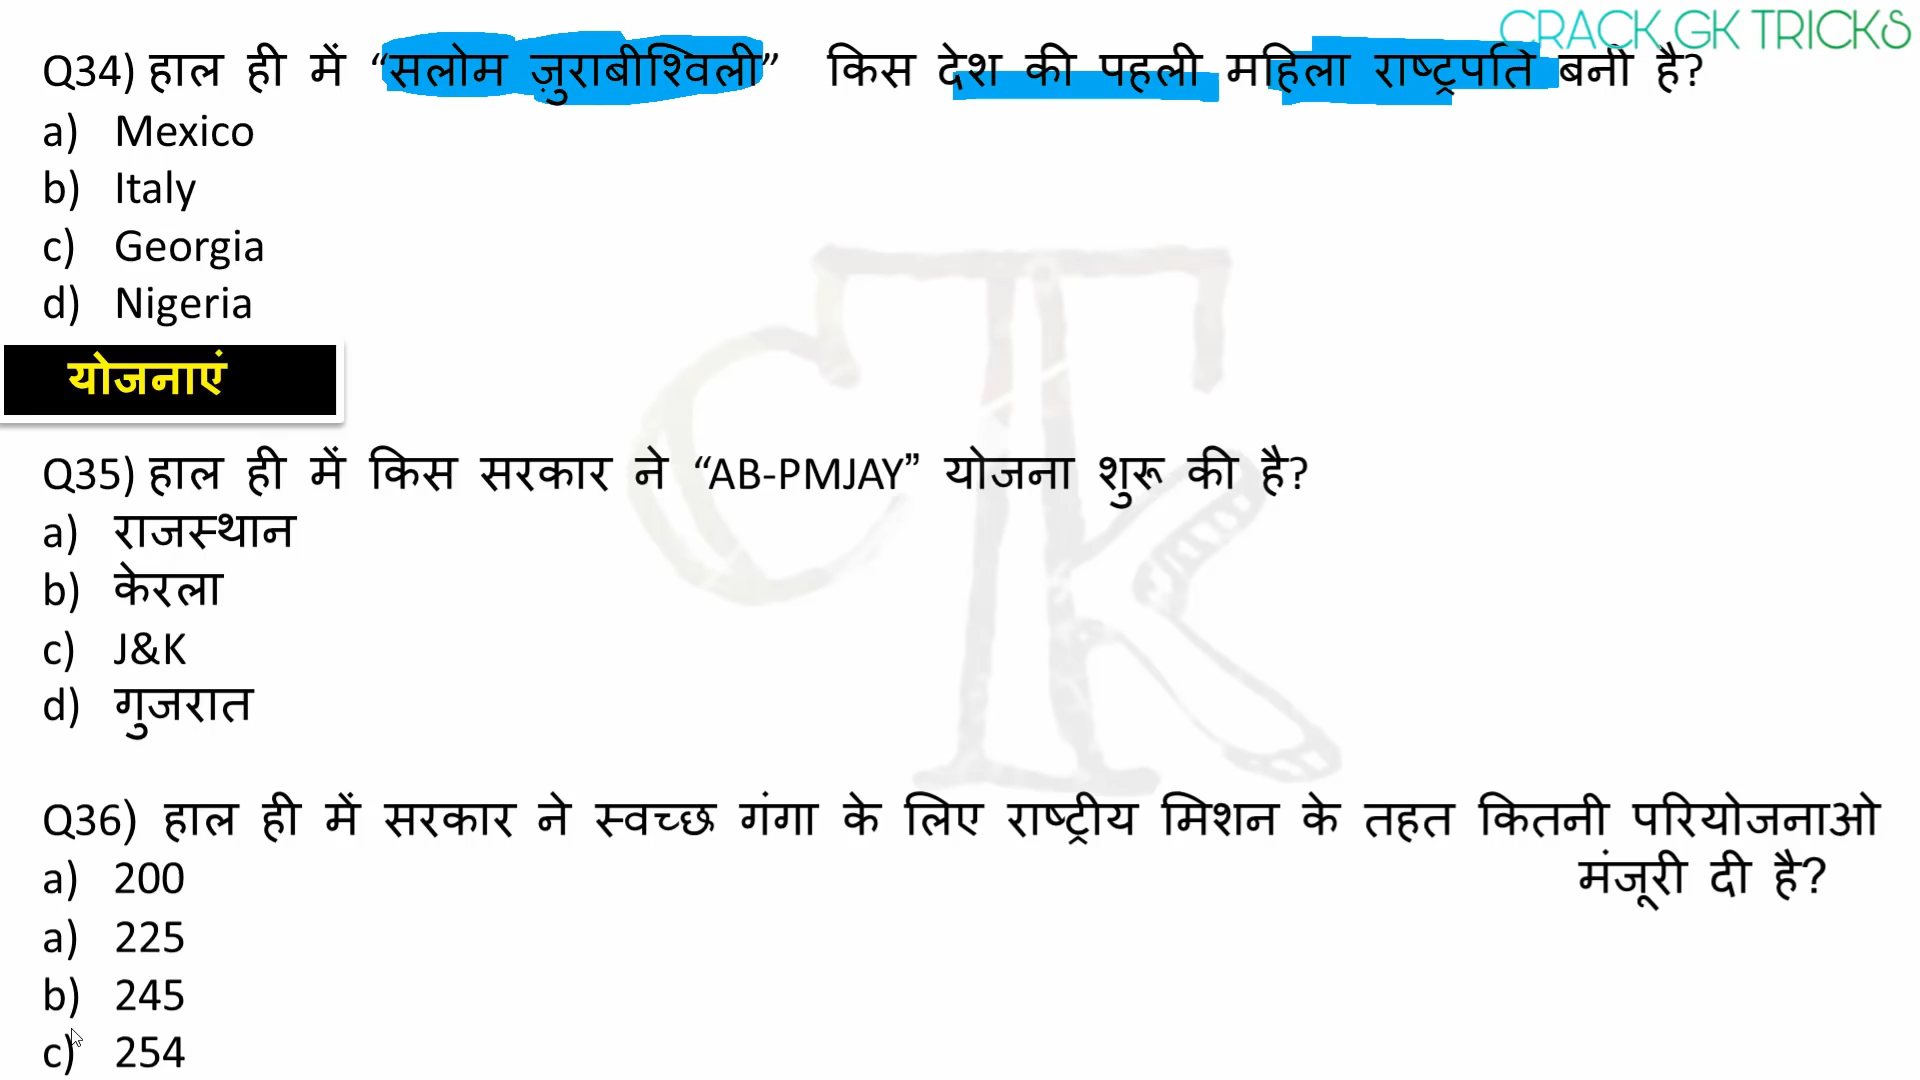 CRACK GK TRICKS
Q34) हाल ही में “सलोम ज़ुराबीश्विली” किस देश की पहली महिला राष्ट्रपति बनी है?
a) Mexico
b) Italy
c) Georgia
d) Nigeria
योजनाएं
Q35) हाल ही में किस सरकार ने “AB-PMJAY” योजना शुरू की है?
a) राजस्थान
b) केरला
c) J&K
d) गुजरात
Q36) हाल ही में सरकार ने स्वच्छ गंगा के लिए राष्ट्रीय मिशन के तहत कितनी परियोजनाओ
मंजूरी दी है?
a) 200
a) 225
b) 245
c) 254